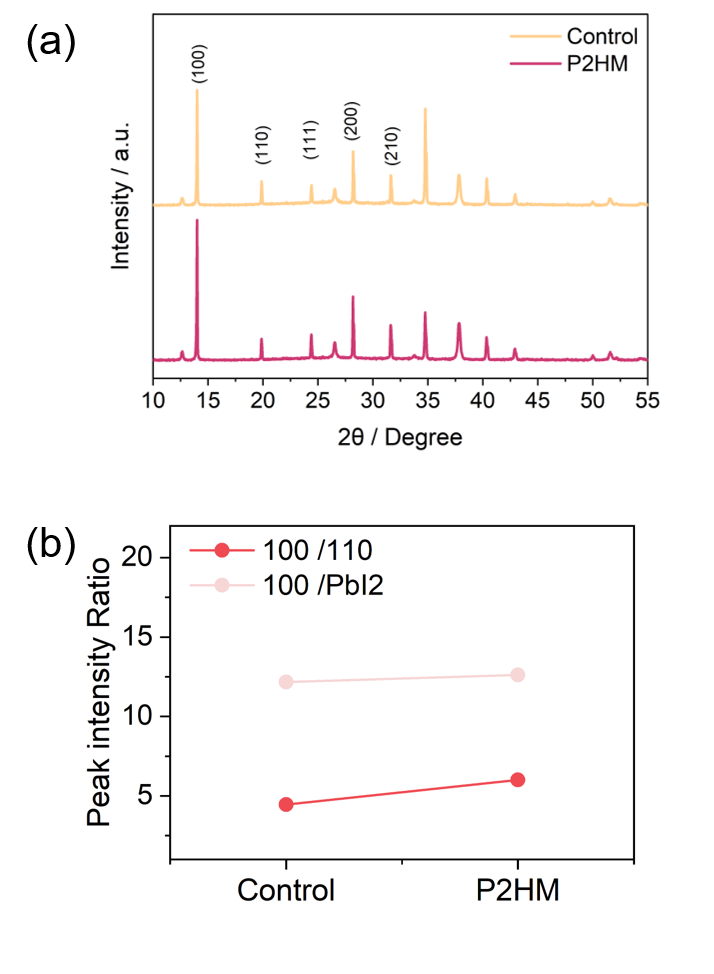 (a)
Control
P2HM
(100)
(110)
(111)
(200)
(210)
Intensity / a.u.
10 15 20 25 30 35 40 45 50 55
2θ / Degree
(b)
100 /110
100 /PbI2
Peak intensity Ratio
20
15
10
5
Control P2HM